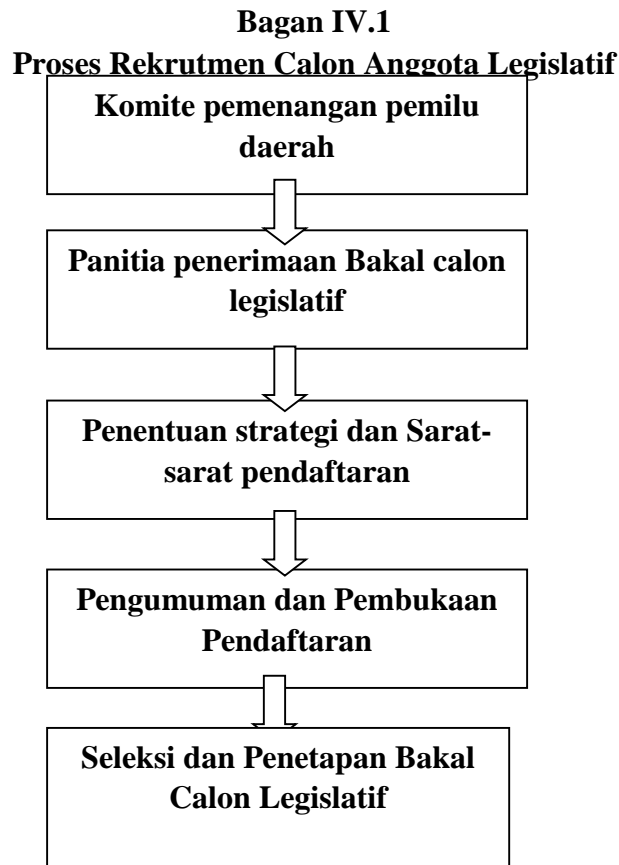 Bagan IV.1
Proses Rekrutmen Calon Anggota Legislatif
Komite pemenangan pemilu
daerah
Panitia penerimaan Bakal calon
legislatif
Penentuan strategi dan Sarat-
sarat pendaftaran
Pengumuman dan Pembukaan
Pendaftaran
Seleksi dan Penetapan Bakal
Calon Legislatif